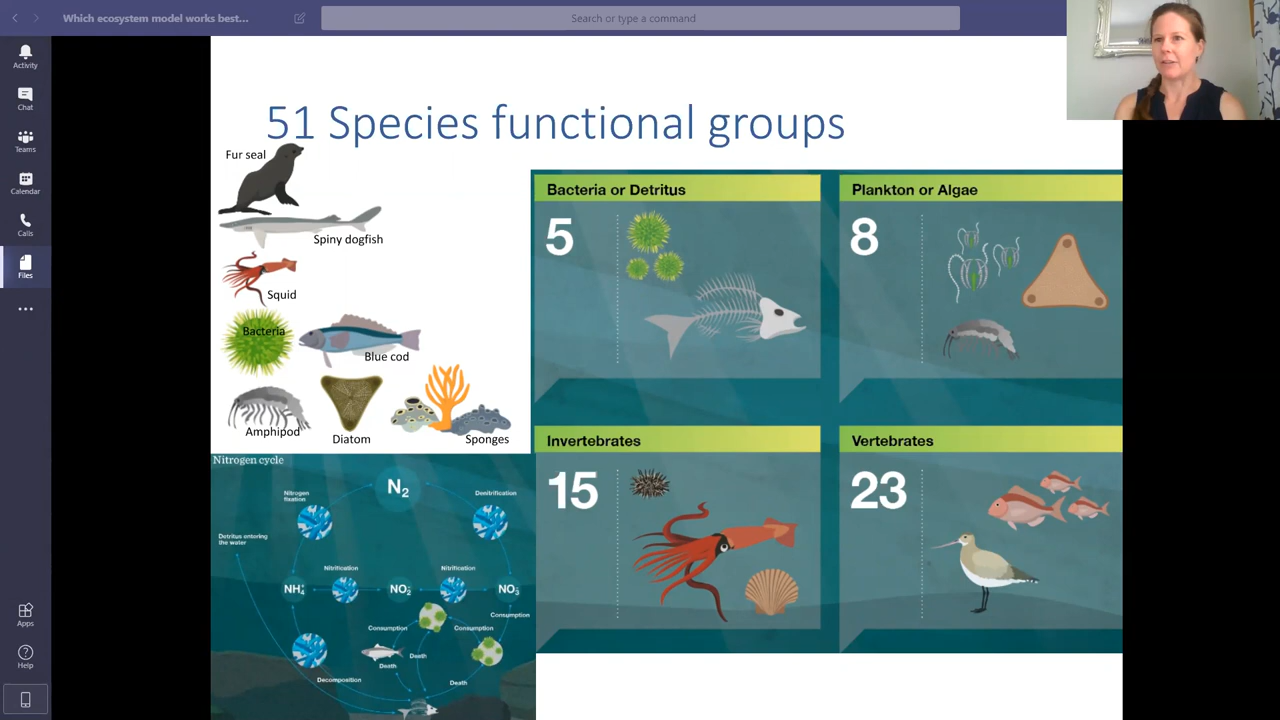 Which ecosystem model works best...
Search or type a command
Activity
Chat
Teams
Calendar
Calls
Files
Apps
Help
51 Species functional groups
Fur seal
Spiny dogfish
Squid
Bacteria
Blue cod
Amphipod
Diatom
Sponges
Bacteria or Detritus
5
Plankton or Algae
8
Invertebrates
15
Vertebrates
23
Nitrogen cycle
N₂
Nitrogen
fixation
Denitrification
Detritus entering
the water
Nitrification
Nitrification
NH₄⁺
NO₂⁻
NO₃⁻
Consumption
Consumption
Consumption
Death
Death
Decomposition
Death